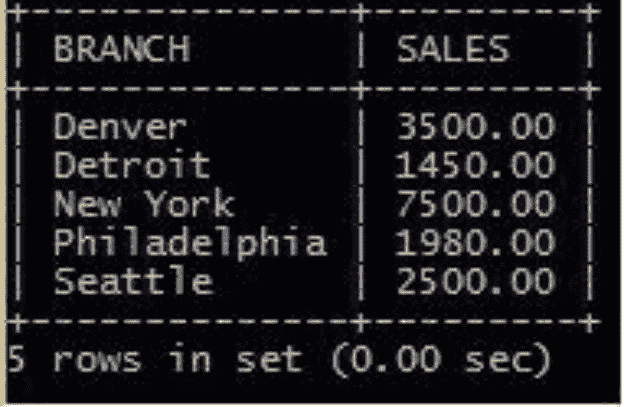 +----------------+----------+
| BRANCH | SALES |
+----------------+----------+
| Denver | 3500.00 |
| Detroit | 1450.00 |
| New York | 7500.00 |
| Philadelphia | 1980.00 |
| Seattle | 2500.00 |
+----------------+----------+
5 rows in set (0.00 sec)